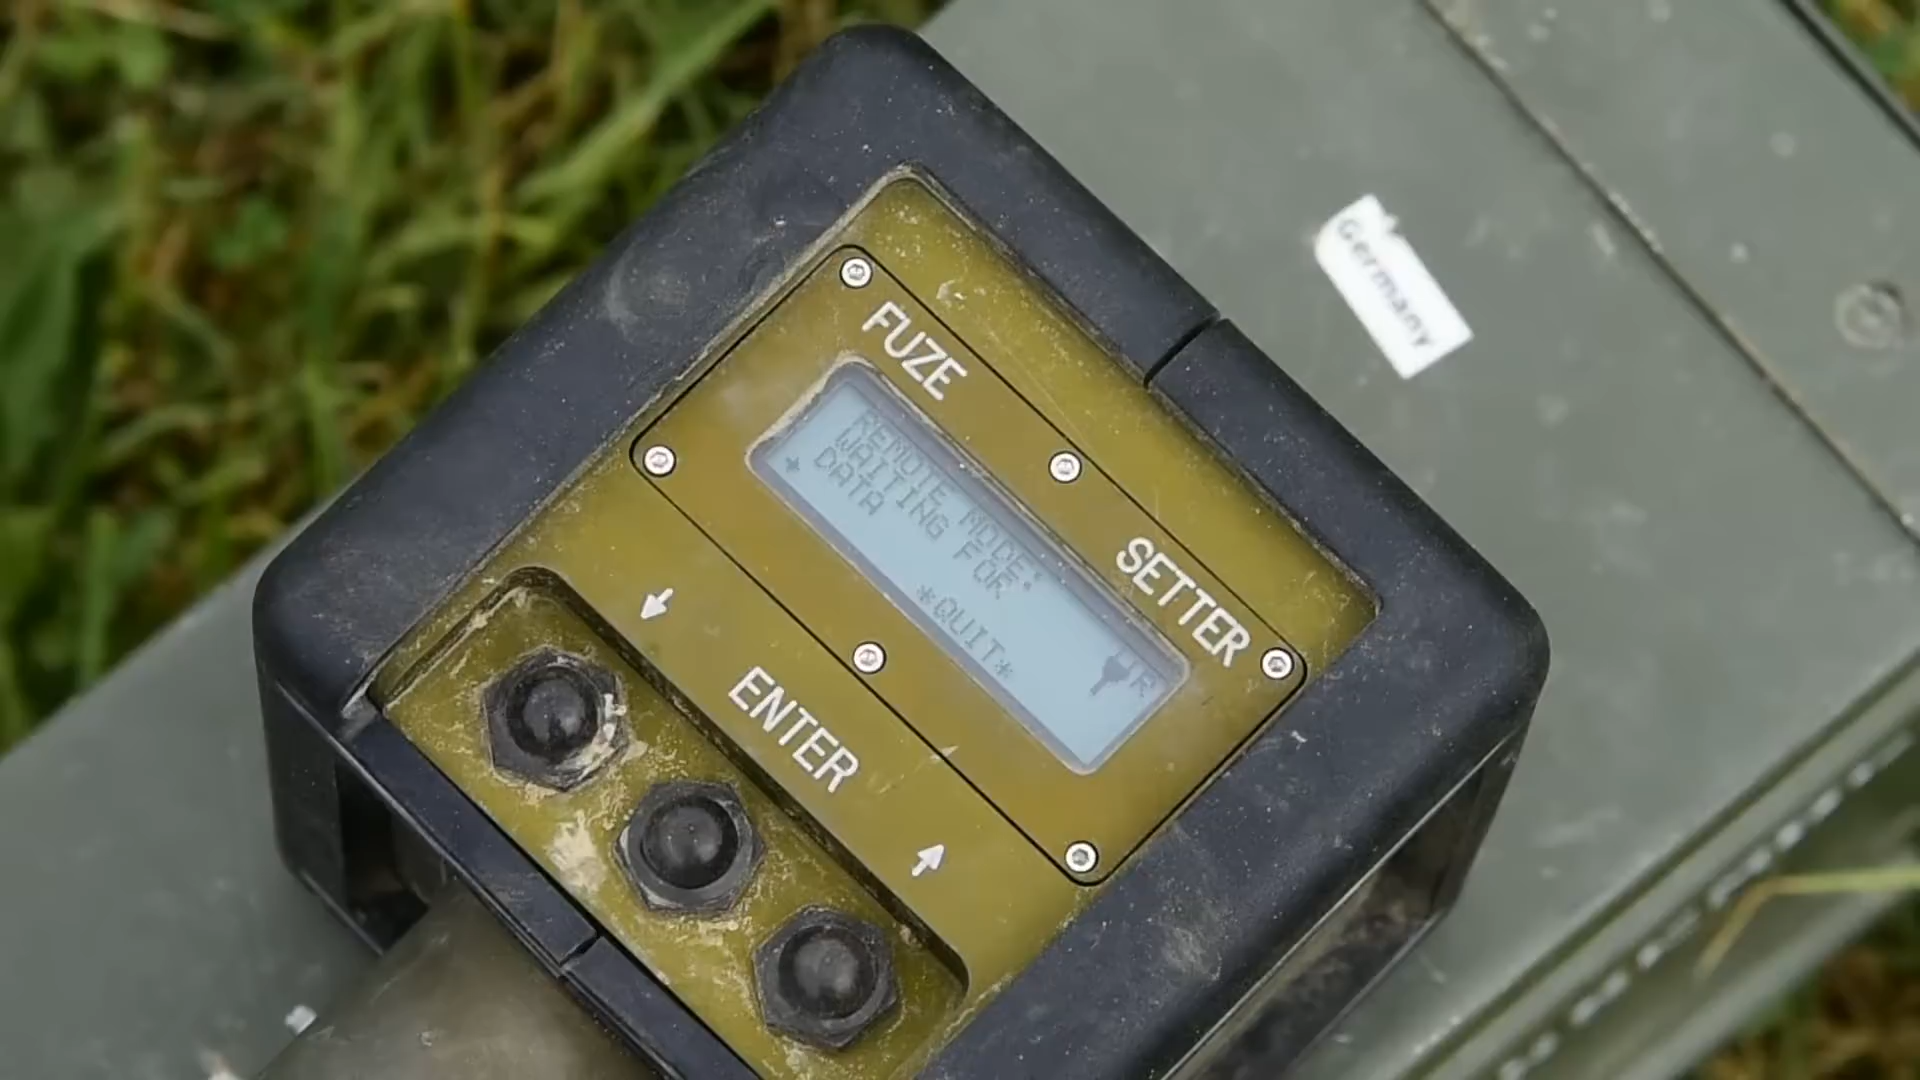 FUZE SETTER
REMOTE MODE:
WAITING FOR
DATA
*QUIT*
R
ENTER
Germany